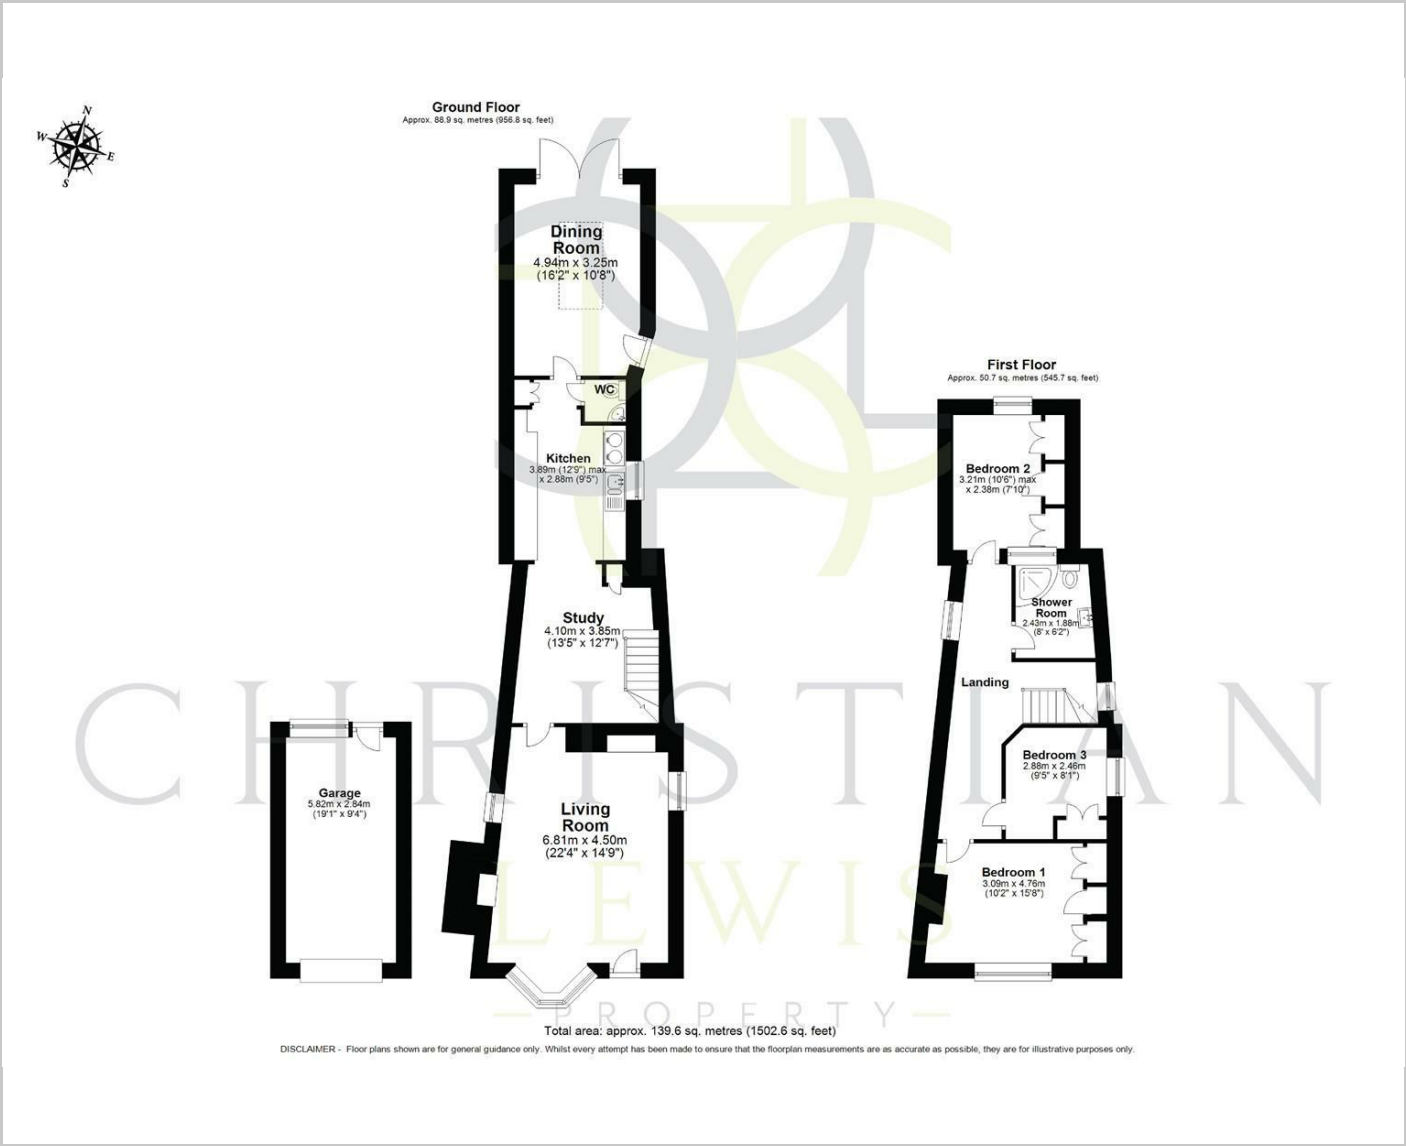 N
W
E
S
Ground Floor
Approx. 88.9 sq. metres (956.8 sq. feet)
Dining
Room
4.94m x 3.25m
(16'2" x 10'8")
WC
Kitchen
3.89m (12'9") max
x 2.88m (9'5")
Study
4.10m x 3.85m
(13'5" x 12'7")
Living
Room
6.81m x 4.50m
(22'4" x 14'9")
Garage
5.82m x 2.84m
(19'1" x 9'4")
First Floor
Approx. 50.7 sq. metres (545.7 sq. feet)
Bedroom 2
3.21m (10'6") max
x 2.38m (7'10")
Shower
Room
2.43m x 1.88m
(8' x 6'2")
Landing
Bedroom 3
2.88m x 2.46m
(9'5" x 8'1")
Bedroom 1
3.09m x 4.76m
(10'2" x 15'8")
CHRISTIAN
LEWIS
PROPERTY
Total area: approx. 139.6 sq. metres (1502.6 sq. feet)
DISCLAIMER - Floor plans shown are for general guidance only. Whilst every attempt has been made to ensure that the floorplan measurements are as accurate as possible, they are for illustrative purposes only.